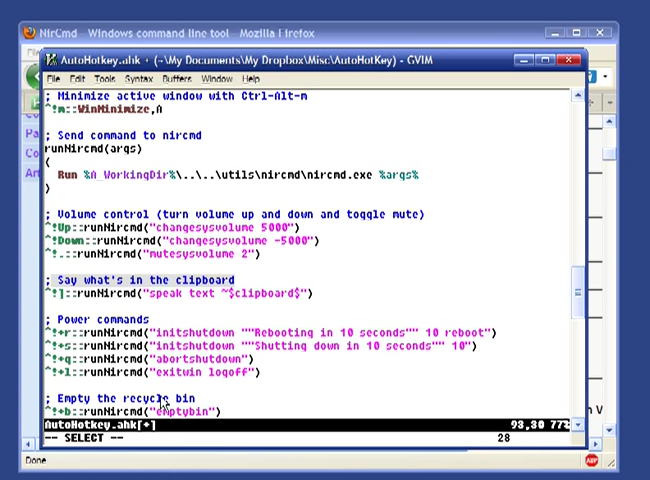 NirCmd - Windows command line tool - Mozilla Firefox
AutoHotkey.ahk + (~\My Documents\My Dropbox\Misc\AutoHotKey) - GVIM
File Edit Tools Syntax Buffers Window Help
; Minimize active window with Ctrl-Alt-m
^!m::WinMinimize,A
; Send command to nircmd
runNircmd(args)
{
Run %A_WorkingDir%\..\..\utils\nircmd\nircmd.exe %args%
}
; Volume control (turn volume up and down and toggle mute)
^!Up::runNircmd("changesysvolume 5000")
^!Down::runNircmd("changesysvolume -5000")
^!.::runNircmd("mutesysvolume 2")
; Say what's in the clipboard
^!]::runNircmd("speak text ~$clipboard$")
; Power commands
^!+r::runNircmd("initshutdown ""Rebooting in 10 seconds"" 10 reboot")
^!+s::runNircmd("initshutdown ""Shutting down in 10 seconds"" 10")
^!+q::runNircmd("abortshutdown")
^!+l::runNircmd("exitwin logoff")
; Empty the recycle bin
^!+b::runNircmd("emptybin")
AutoHotkey.ahk[+] 93,30 77%
-- SELECT -- 28
Done
ABP